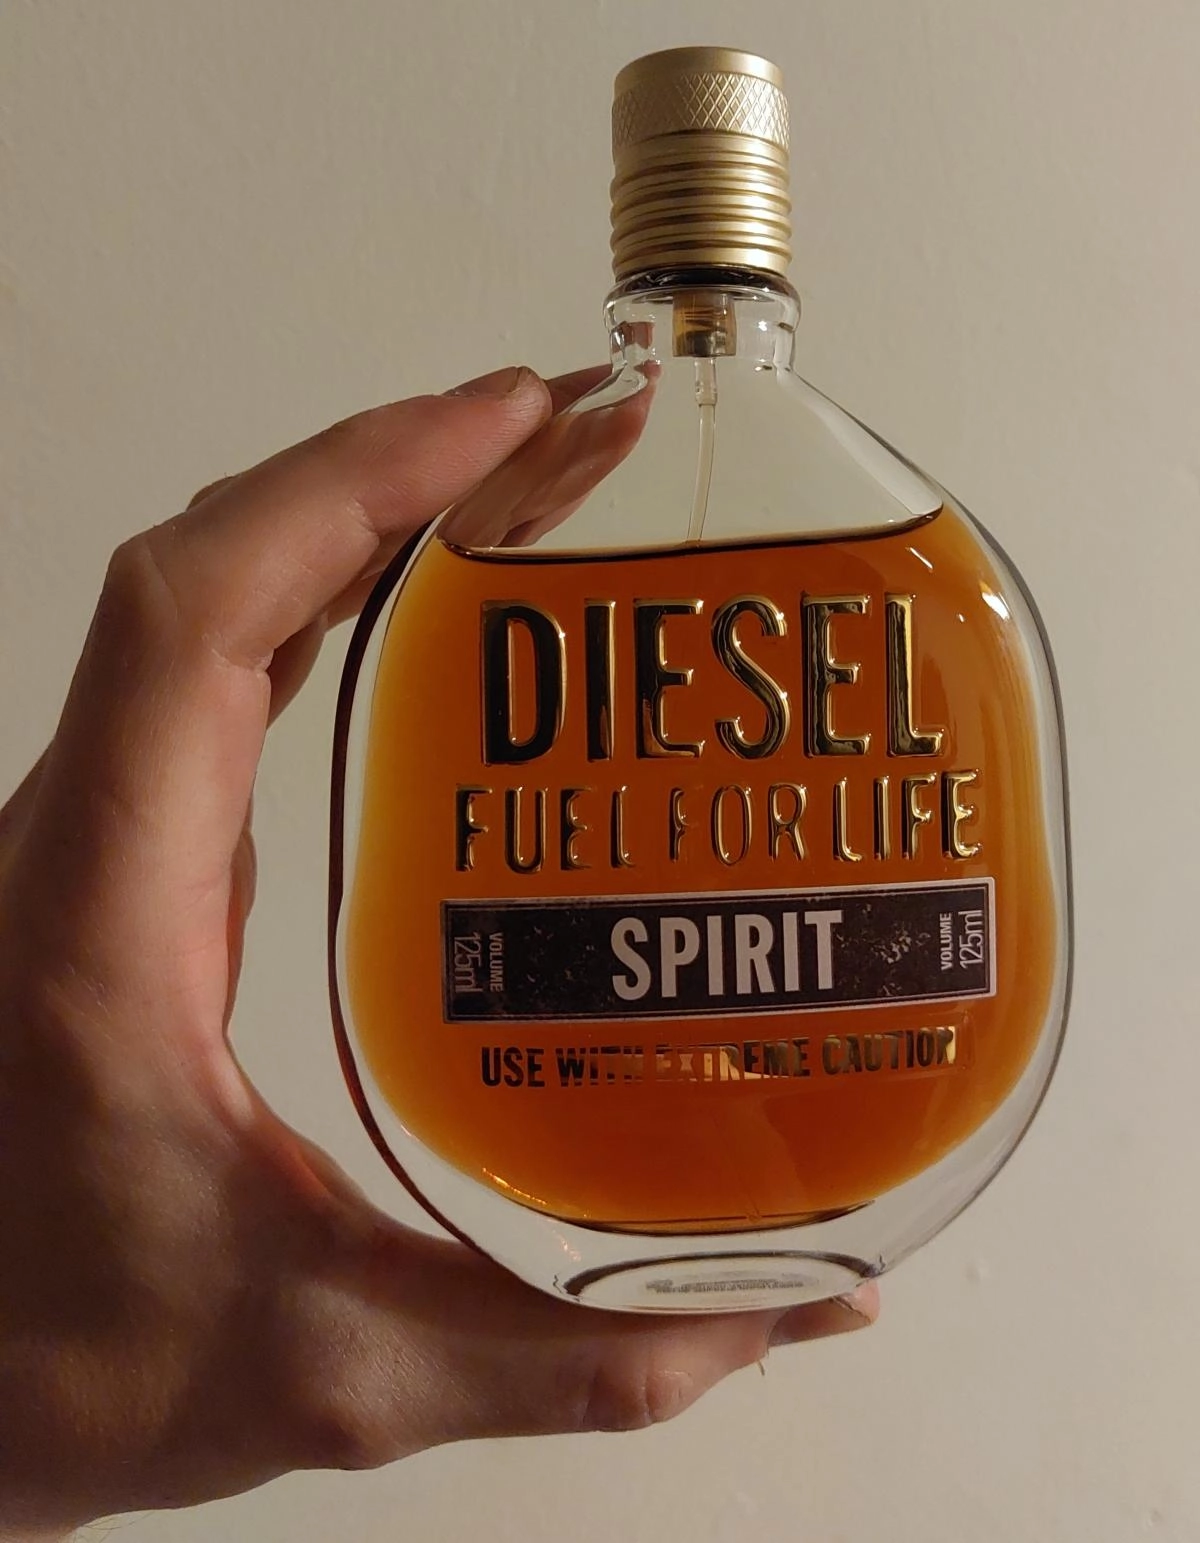 DIESEL
FUEL FOR LIFE
VOLUME
125ml
SPIRIT
VOLUME
125ml
USE WITH EXTREME CAUTION